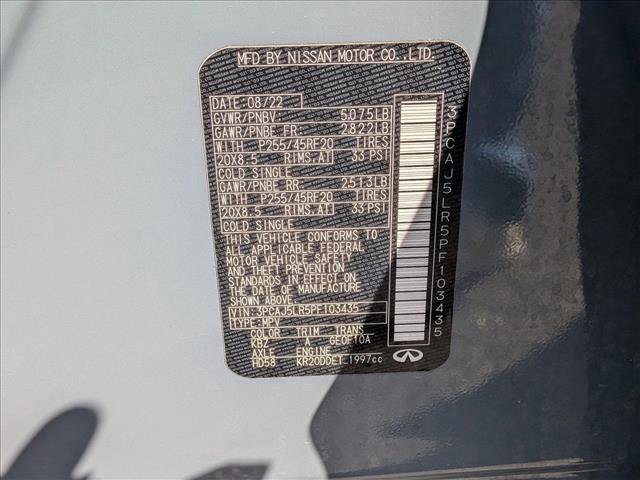 MFD BY NISSAN MOTOR CO.,LTD.
DATE: 08/22
GVWR/PNBV: 5075LB
GAWR/PNBE FR: 2822LB
WITH P255/45RF20 TIRES
20X8.5 RIMS,AT 33 PSI
COLD SINGLE
GAWR/PNBE RR 2513LB
WITH P255/45RF20 TIRES
20X8.5 RIMS,AT 33 PSI
COLD SINGLE
THIS VEHICLE CONFORMS TO
ALL APPLICABLE FEDERAL
MOTOR VEHICLE SAFETY
AND THEFT PREVENTION
STANDARDS IN EFFECT ON
THE DATE OF MANUFACTURE
SHOWN ABOVE.
VIN: 3PCAJ5LR5PF103435
TYPE: MPV
COLOR TRIM TRANS
KBZ A GE0F10A
AXLE ENGINE
HD58 KR20DDET 1997cc
3PCAJ5LR5PF103435